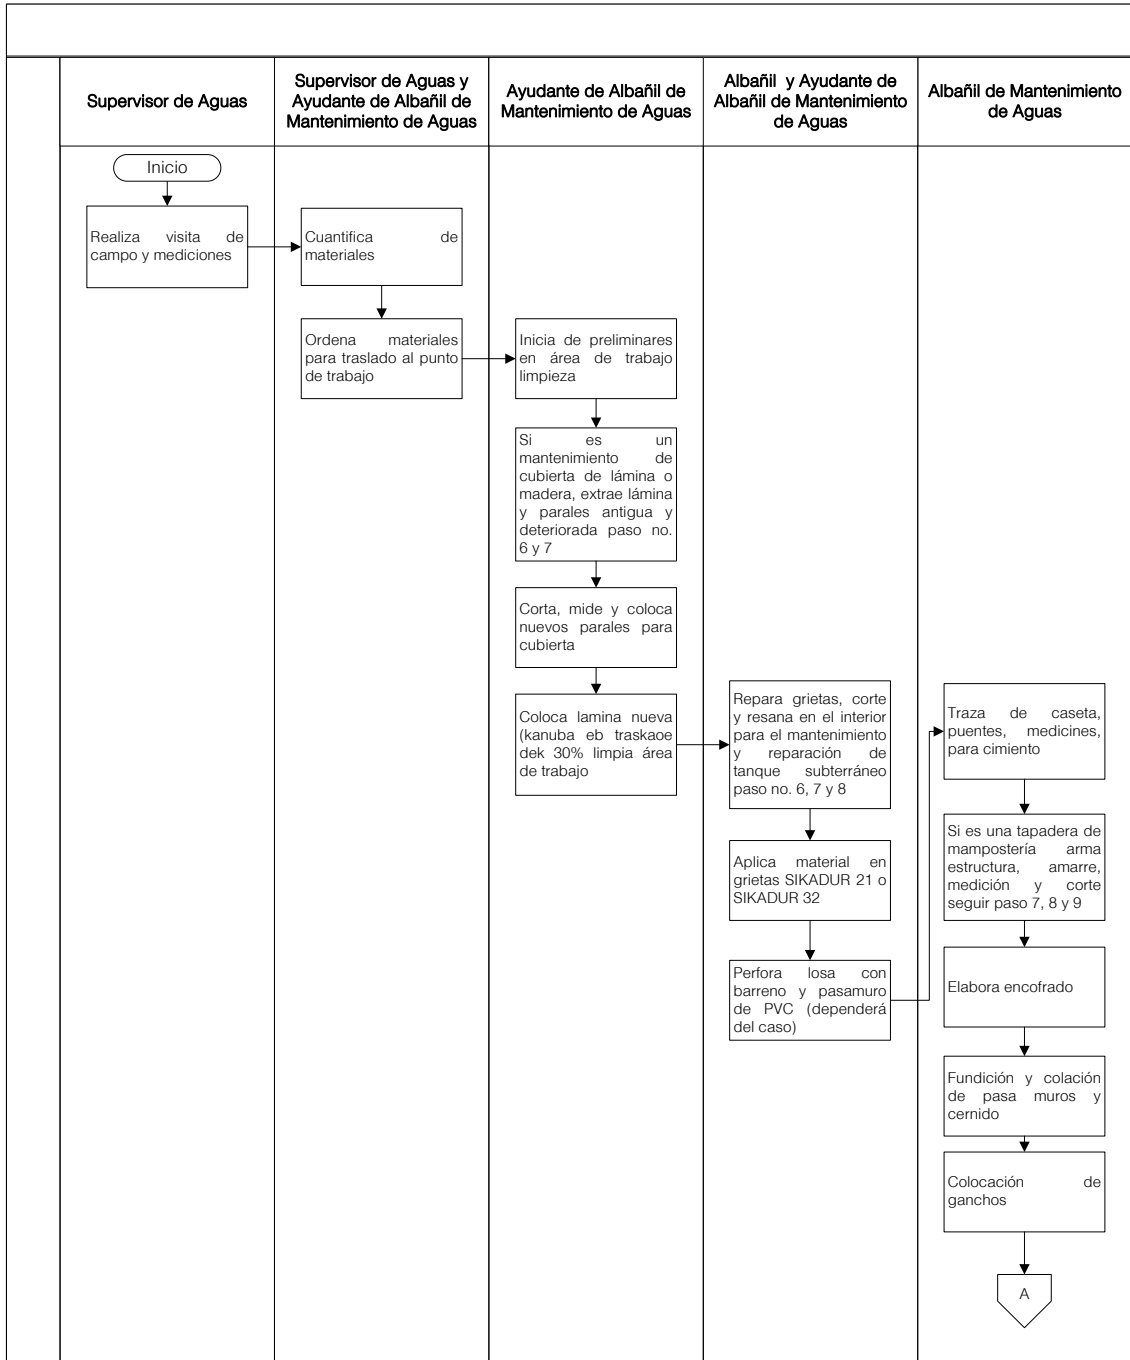 Supervisor de Aguas
Supervisor de Aguas y
Ayudante de Albañil de
Mantenimiento de Aguas
Ayudante de Albañil de
Mantenimiento de Aguas
Albañil y Ayudante de
Albañil de Mantenimiento
de Aguas
Albañil de Mantenimiento
de Aguas
Inicio
Realiza visita de
campo y mediciones
Cuantifica de
materiales
Ordena materiales
para traslado al punto
de trabajo
Inicia de preliminares
en área de trabajo
limpieza
Si es un
mantenimiento de
cubierta de lámina o
madera, extrae lámina
y parales antigua y
deteriorada paso no.
6 y 7
Corta, mide y coloca
nuevos parales para
cubierta
Coloca lamina nueva
(kanuba eb traskaoe
dek 30% limpia área
de trabajo
Repara grietas, corte
y resana en el interior
para el mantenimiento
y reparación de
tanque subterráneo
paso no. 6, 7 y 8
Aplica material en
grietas SIKADUR 21 o
SIKADUR 32
Perfora losa con
barreno y pasamuro
de PVC (dependerá
del caso)
Traza de caseta,
puentes, medicines,
para cimiento
Si es una tapadera de
mampostería arma
estructura, amarre,
medición y corte
seguir paso 7, 8 y 9
Elabora encofrado
Fundición y colación
de pasa muros y
cernido
Colocación de
ganchos
A